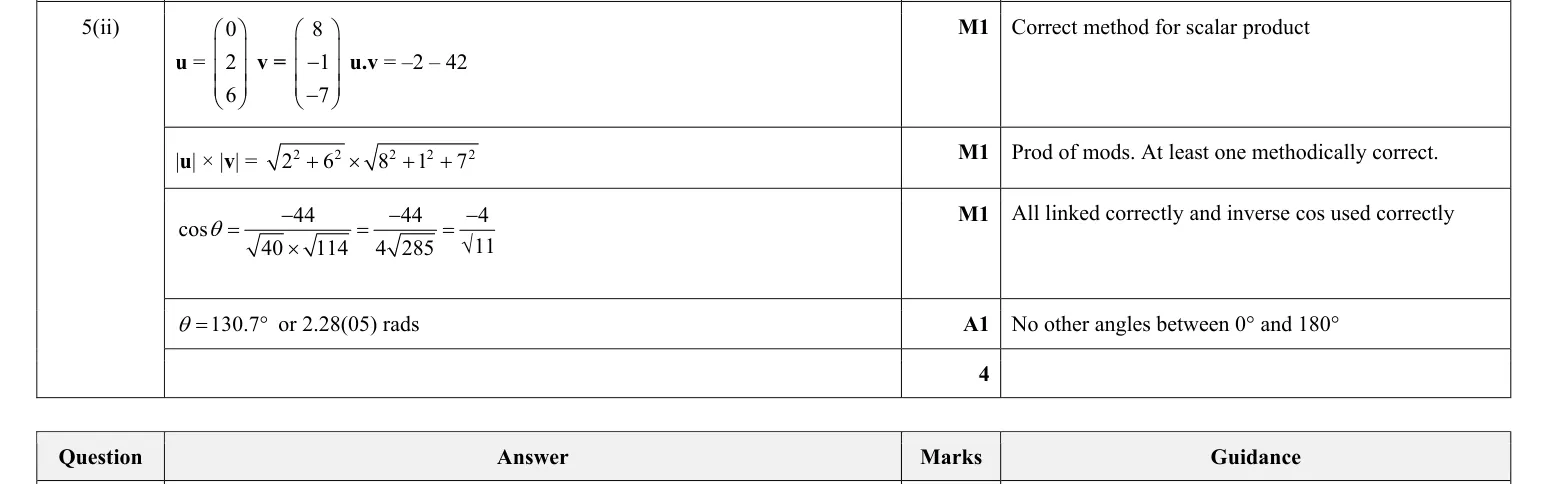 5(ii)
u = (0 2 6) v = (8 –1 –7) u.v = –2 – 42
M1
Correct method for scalar product
|u| × |v| = √(2² + 6²) × √(8² + 1² + 7²)
M1
Prod of mods. At least one methodically correct.
cos θ = –44/(√40 × √114) = –44/(4√285) = –4/√11
M1
All linked correctly and inverse cos used correctly
θ = 130.7° or 2.28(05) rads
A1
No other angles between 0° and 180°
4
Question
Answer
Marks
Guidance